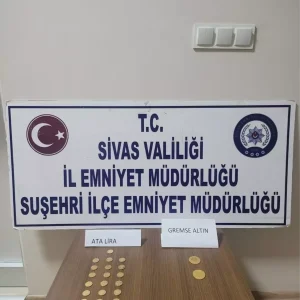 T.C.
SİVAS VALİLİĞİ
İL EMNİYET MÜDÜRLÜĞÜ
SUŞEHRİ İLÇE EMNİYET MÜDÜRLÜĞÜ
ATA LİRA
GREMSE ALTIN